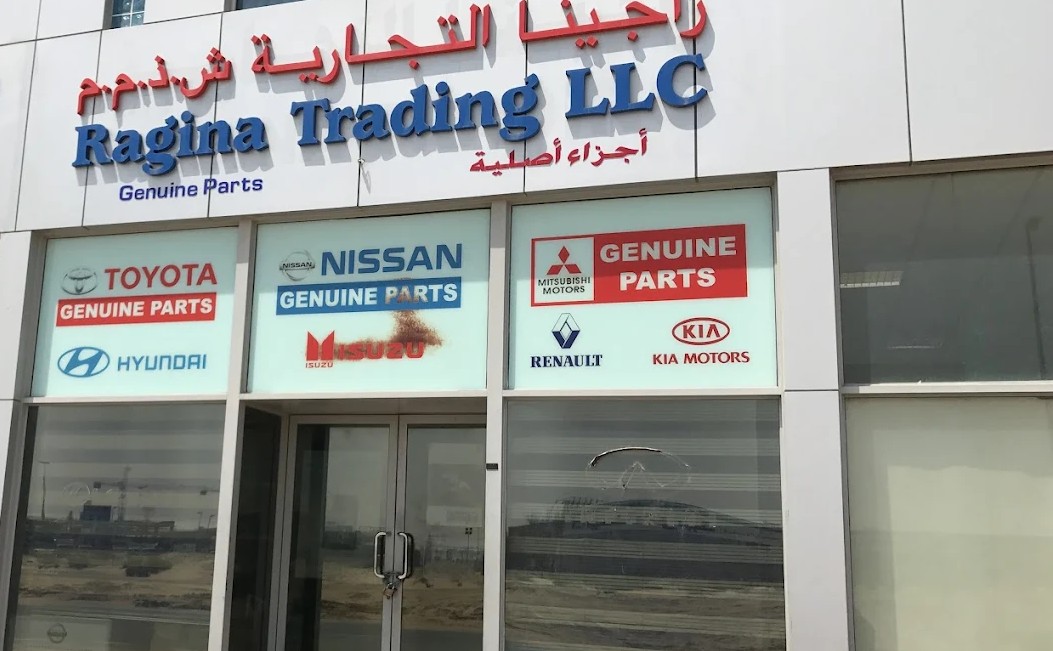 راجينا التجارية ش.ذ.م.م
Ragina Trading LLC
Genuine Parts
أجزاء أصلية
TOYOTA
GENUINE PARTS
HYUNDAI
NISSAN
NISSAN
GENUINE PARTS
ISUZU
ISUZU
MITSUBISHI
MOTORS
GENUINE
PARTS
RENAULT
KIA
KIA MOTORS